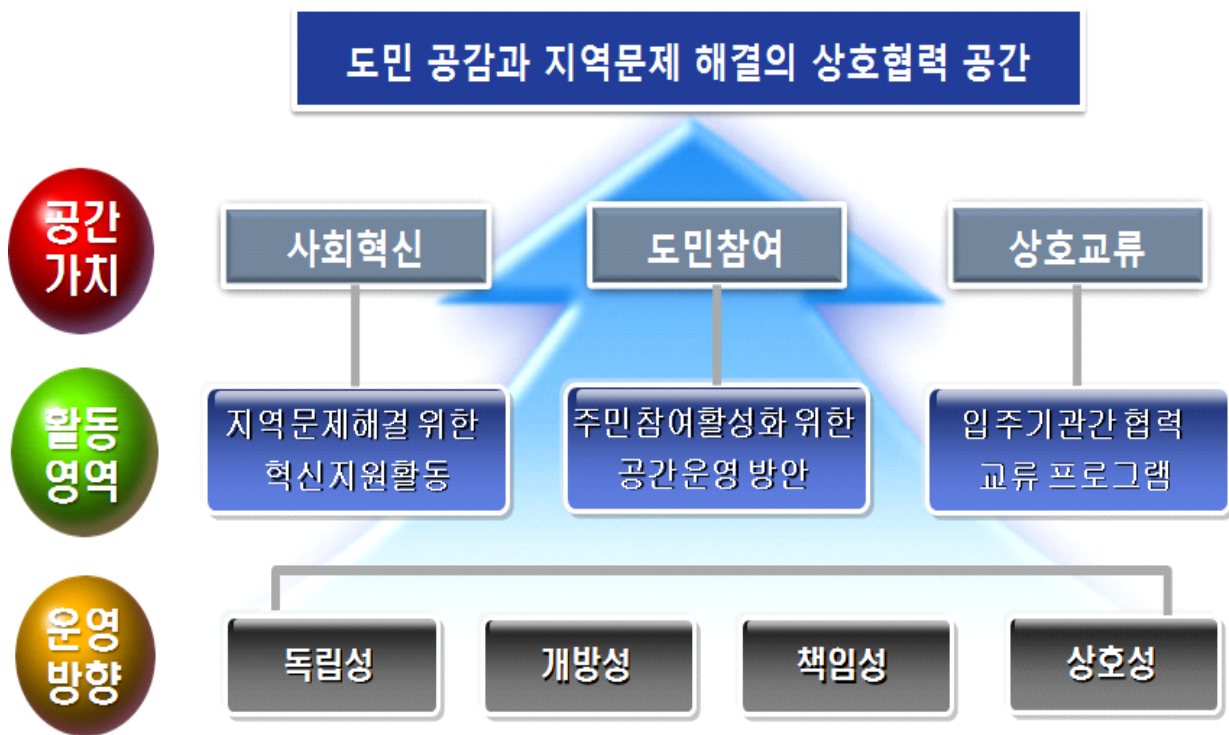 도민 공감과 지역문제 해결의 상호협력 공간
공간
가치
사회혁신
도민참여
상호교류
활동
영역
지역문제해결 위한
혁신지원활동
주민참여활성화 위한
공간운영 방안
입주기관간 협력
교류 프로그램
운영
방향
독립성
개방성
책임성
상호성